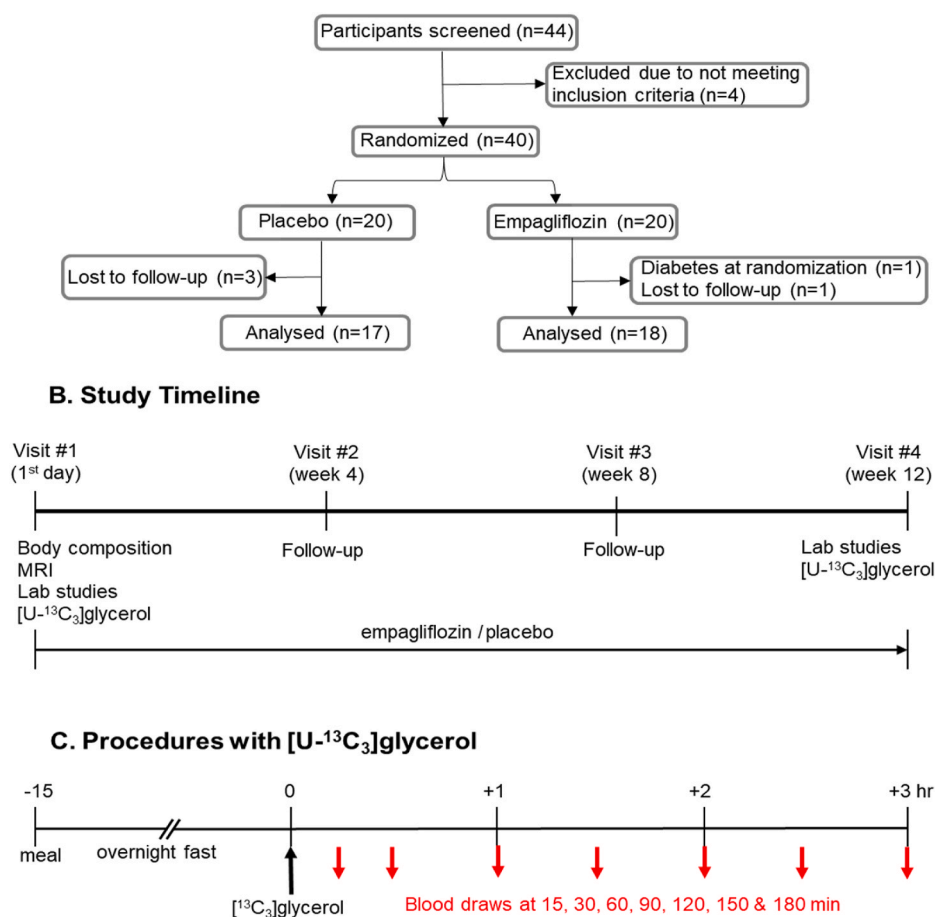 Participants screened (n=44)
Excluded due to not meeting
inclusion criteria (n=4)
Randomized (n=40)
Placebo (n=20)
Empagliflozin (n=20)
Lost to follow-up (n=3)
Diabetes at randomization (n=1)
Lost to follow-up (n=1)
Analysed (n=17)
Analysed (n=18)
B. Study Timeline
Visit #1
(1st day)
Visit #2
(week 4)
Visit #3
(week 8)
Visit #4
(week 12)
Body composition
MRI
Lab studies
[U-¹³C₃]glycerol
Follow-up
Follow-up
Lab studies
[U-¹³C₃]glycerol
empagliflozin / placebo
C. Procedures with [U-¹³C₃]glycerol
-15
0
+1
+2
+3 hr
meal
overnight fast
[¹³C₃]glycerol
Blood draws at 15, 30, 60, 90, 120, 150 & 180 min